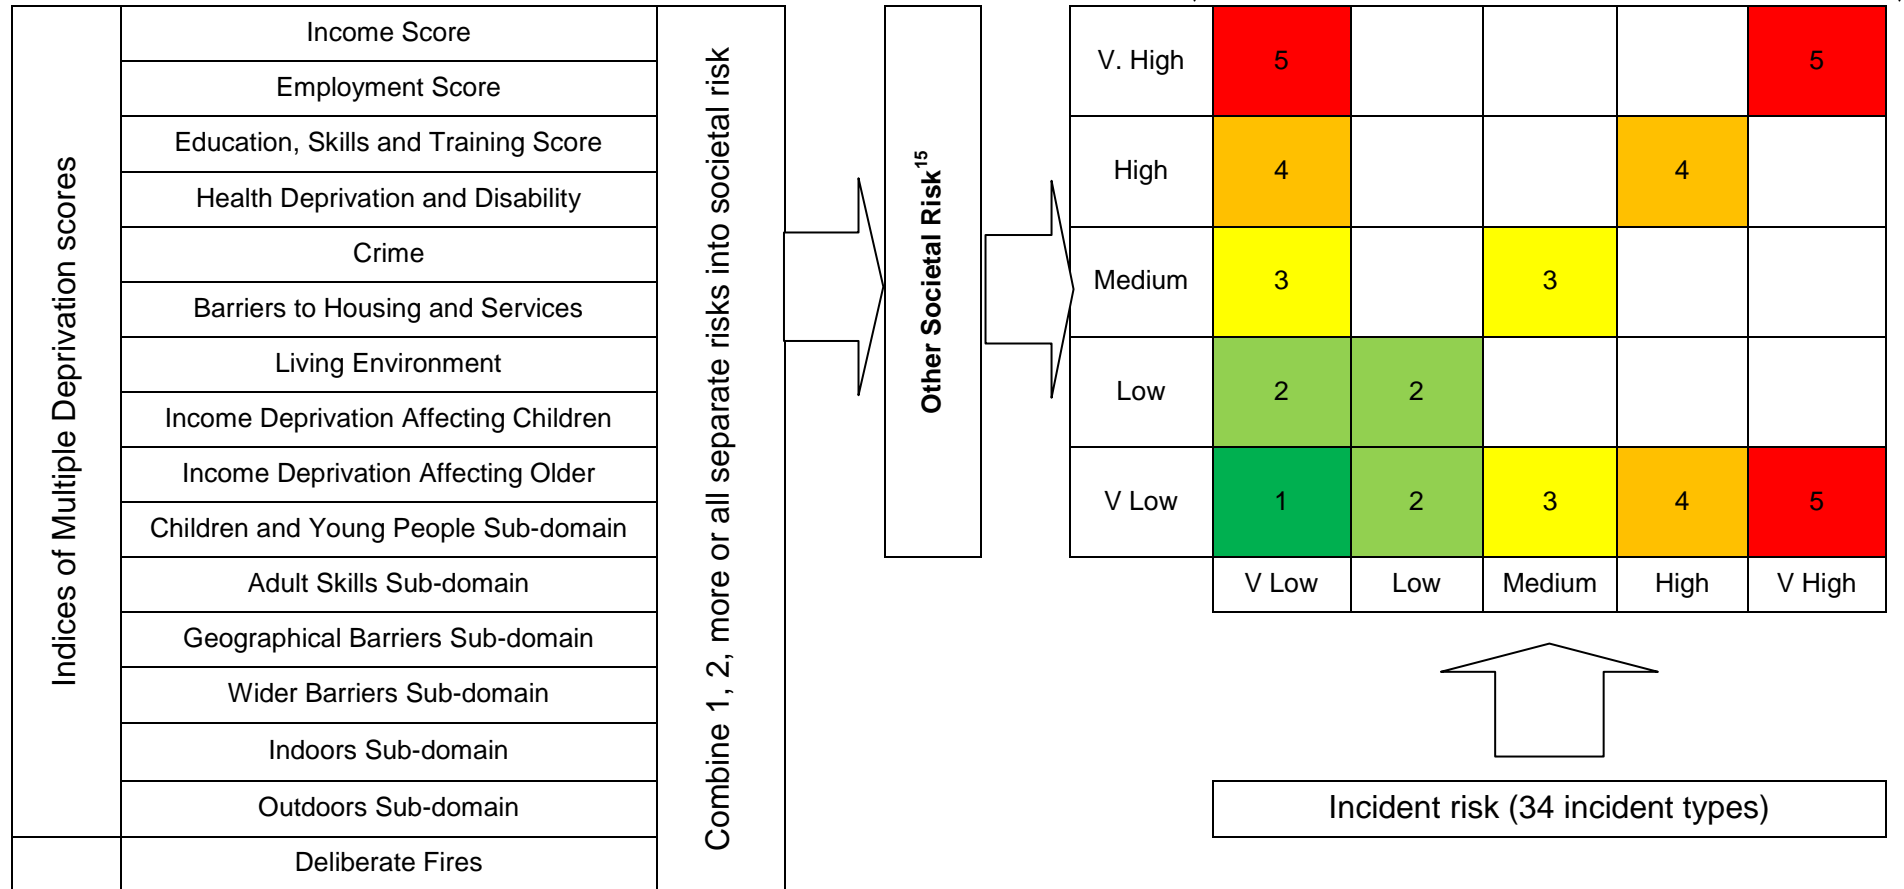 Indices of Multiple Deprivation scores
Income Score
Employment Score
Education, Skills and Training Score
Health Deprivation and Disability
Crime
Barriers to Housing and Services
Living Environment
Income Deprivation Affecting Children
Income Deprivation Affecting Older
Children and Young People Sub-domain
Adult Skills Sub-domain
Geographical Barriers Sub-domain
Wider Barriers Sub-domain
Indoors Sub-domain
Outdoors Sub-domain
Deliberate Fires
Combine 1, 2, more or all separate risks into societal risk
Other Societal Risk15
V. High 5 5
High 4 4
Medium 3 3
Low 2 2
V Low 1 2 3 4 5
V Low Low Medium High V High
Incident risk (34 incident types)